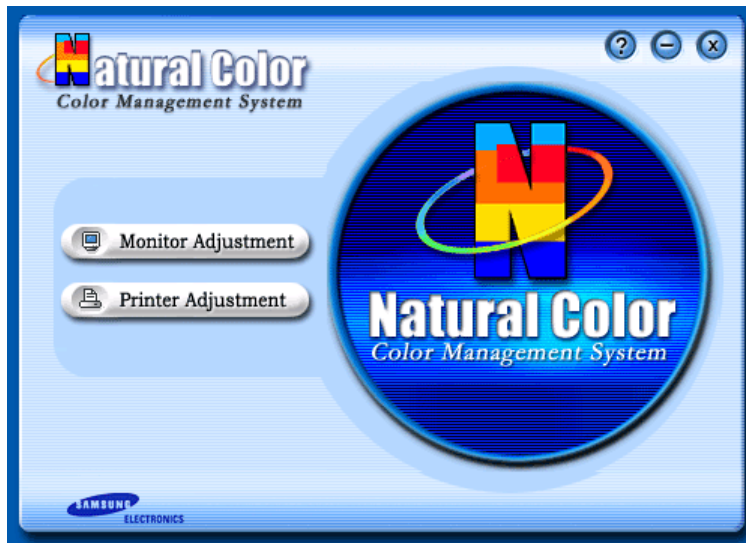 Natural Color
Color Management System
? – x
Monitor Adjustment
Printer Adjustment
N
Natural Color
Color Management System
SAMSUNG
ELECTRONICS